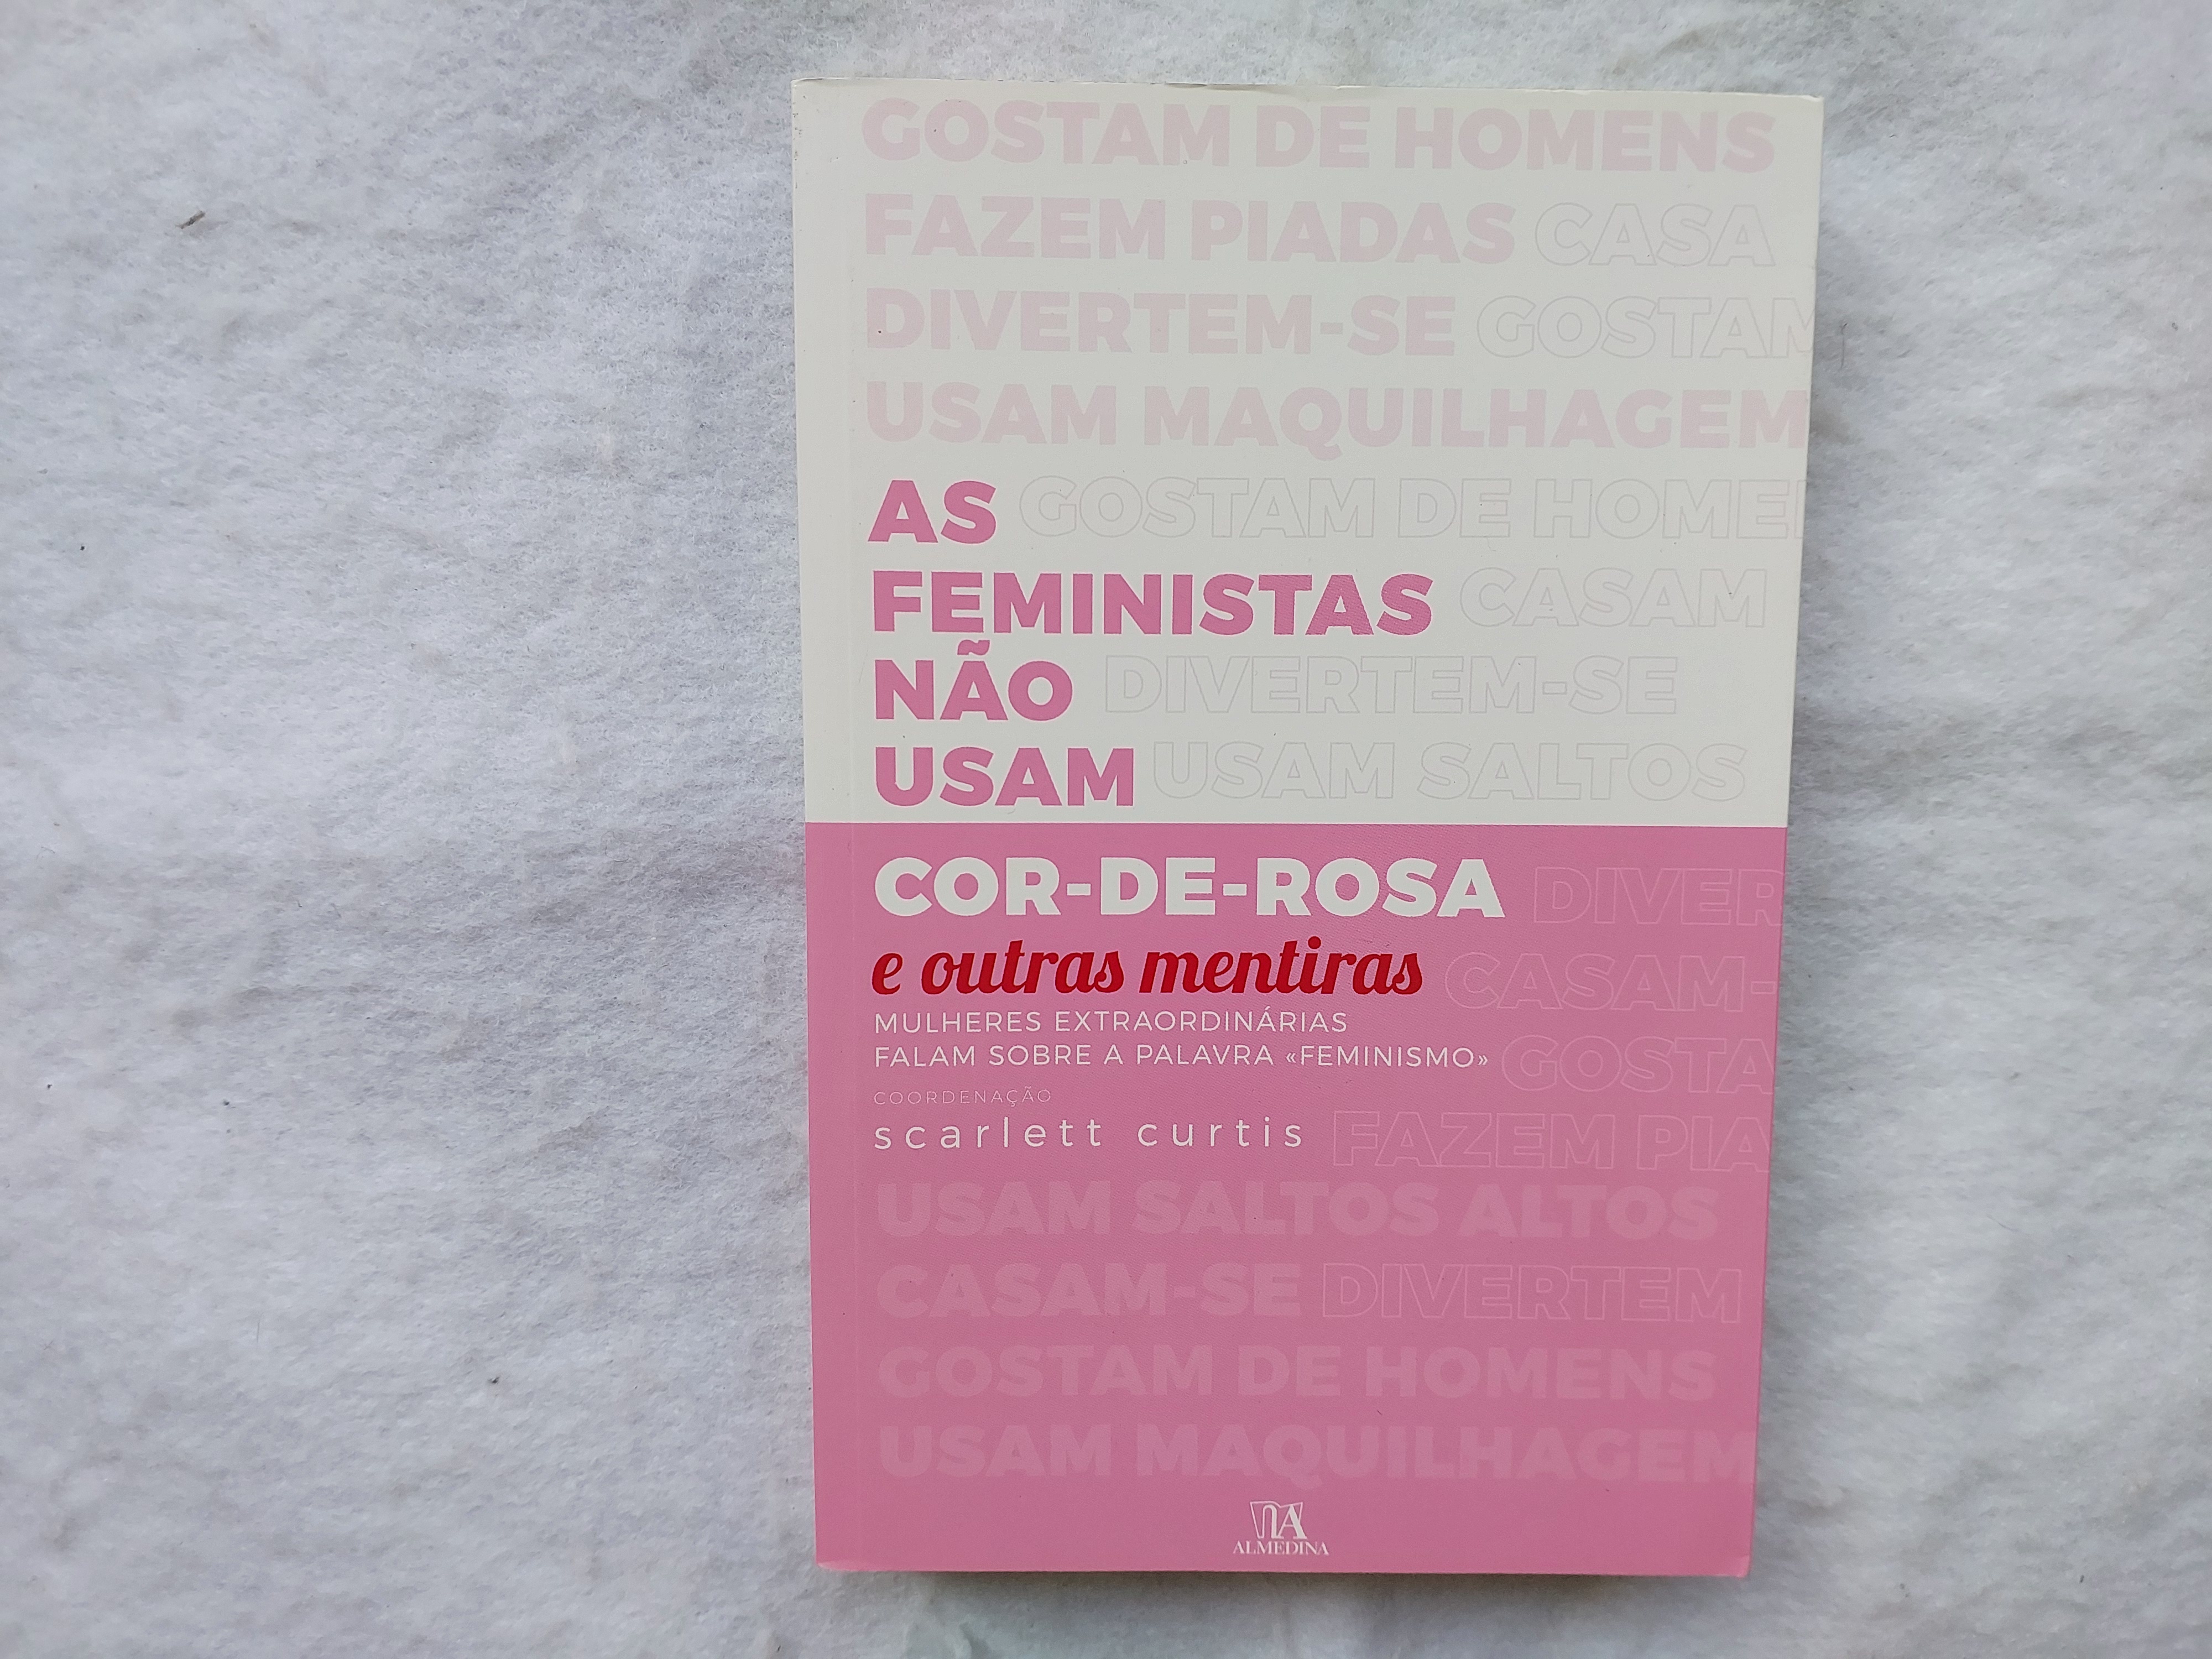 GOSTAM DE HOMENS
FAZEM PIADAS CASA
DIVERTEM-SE GOSTAM
USAM MAQUILHAGEM
AS GOSTAM DE HOME
FEMINISTAS CASAM
NÃO DIVERTEM-SE
USAM USAM SALTOS
COR-DE-ROSA DIVER
e outras mentiras CASAM-
MULHERES EXTRAORDINÁRIAS
FALAM SOBRE A PALAVRA «FEMINISMO» GOSTA
COORDENAÇÃO
scarlett curtis FAZEM PIA
USAM SALTOS ALTOS
CASAM-SE DIVERTEM
GOSTAM DE HOMENS
USAM MAQUILHAGEM
NA
ALMEDINA